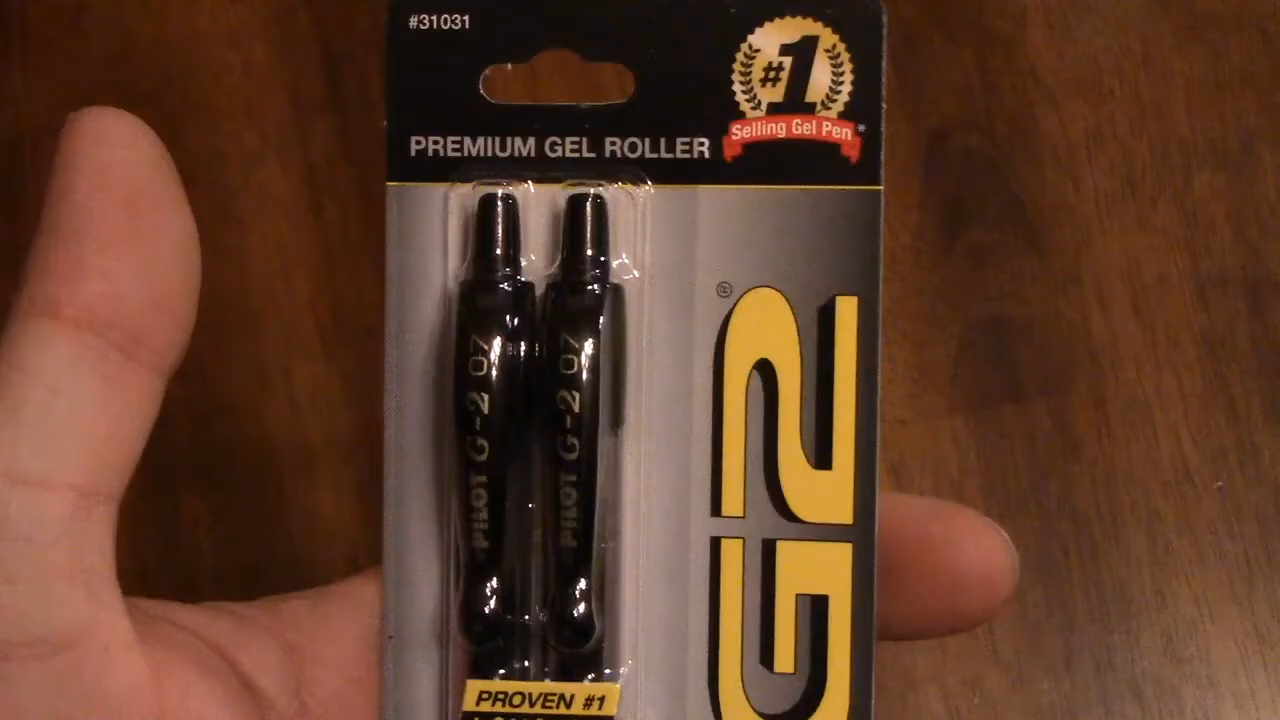 #31031
#1
Selling Gel Pen*
PREMIUM GEL ROLLER
PILOT G-2 07
PILOT G-2 07
G2®
PROVEN #1